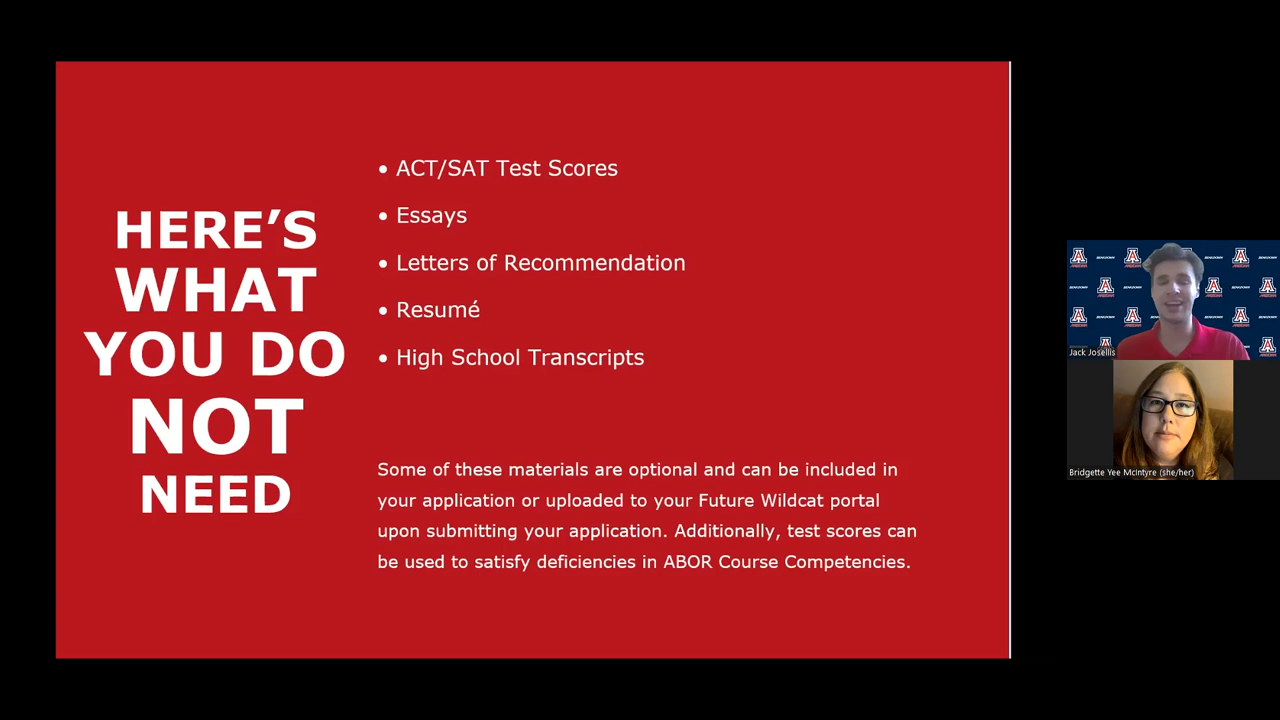 HERE'S
WHAT
YOU DO
NOT
NEED
• ACT/SAT Test Scores
• Essays
• Letters of Recommendation
• Resumé
• High School Transcripts
Some of these materials are optional and can be included in
your application or uploaded to your Future Wildcat portal
upon submitting your application. Additionally, test scores can
be used to satisfy deficiencies in ABOR Course Competencies.
Jack Josellis
Bridgette Yee McIntyre (she/her)